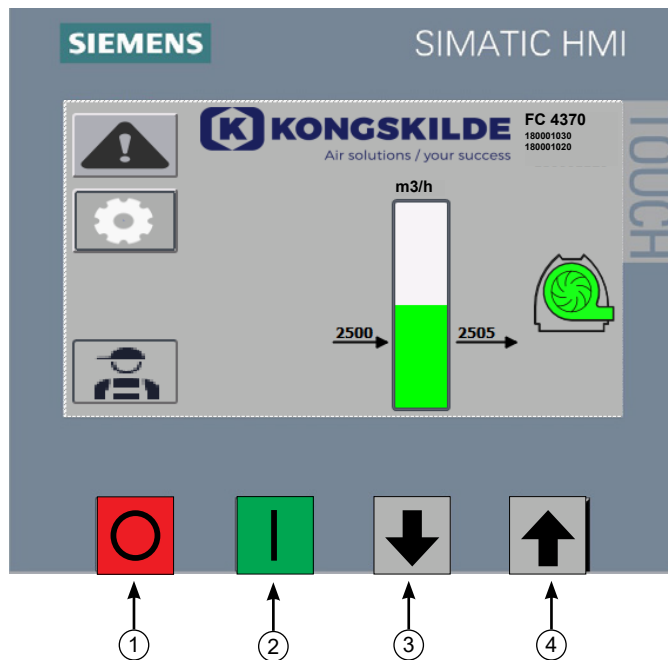 SIEMENS
SIMATIC HMI
TOUCH
K KONGSKILDE
Air solutions / your success
FC 4370
180001030
180001020
m3/h
2500
2505
1
2
3
4